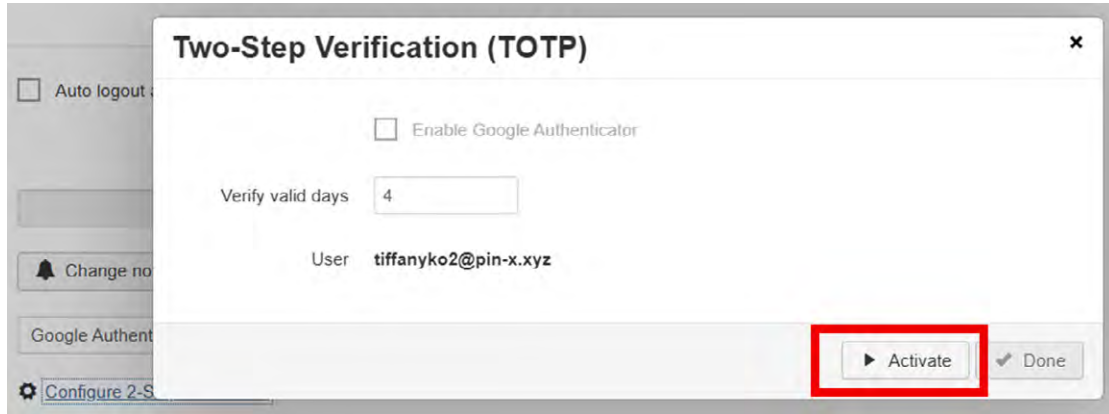 Two-Step Verification (TOTP)
Auto logout
Enable Google Authenticator
Verify valid days 4
User tiffanyko2@pin-x.xyz
Change no
Google Authent
Activate Done
Configure 2-S